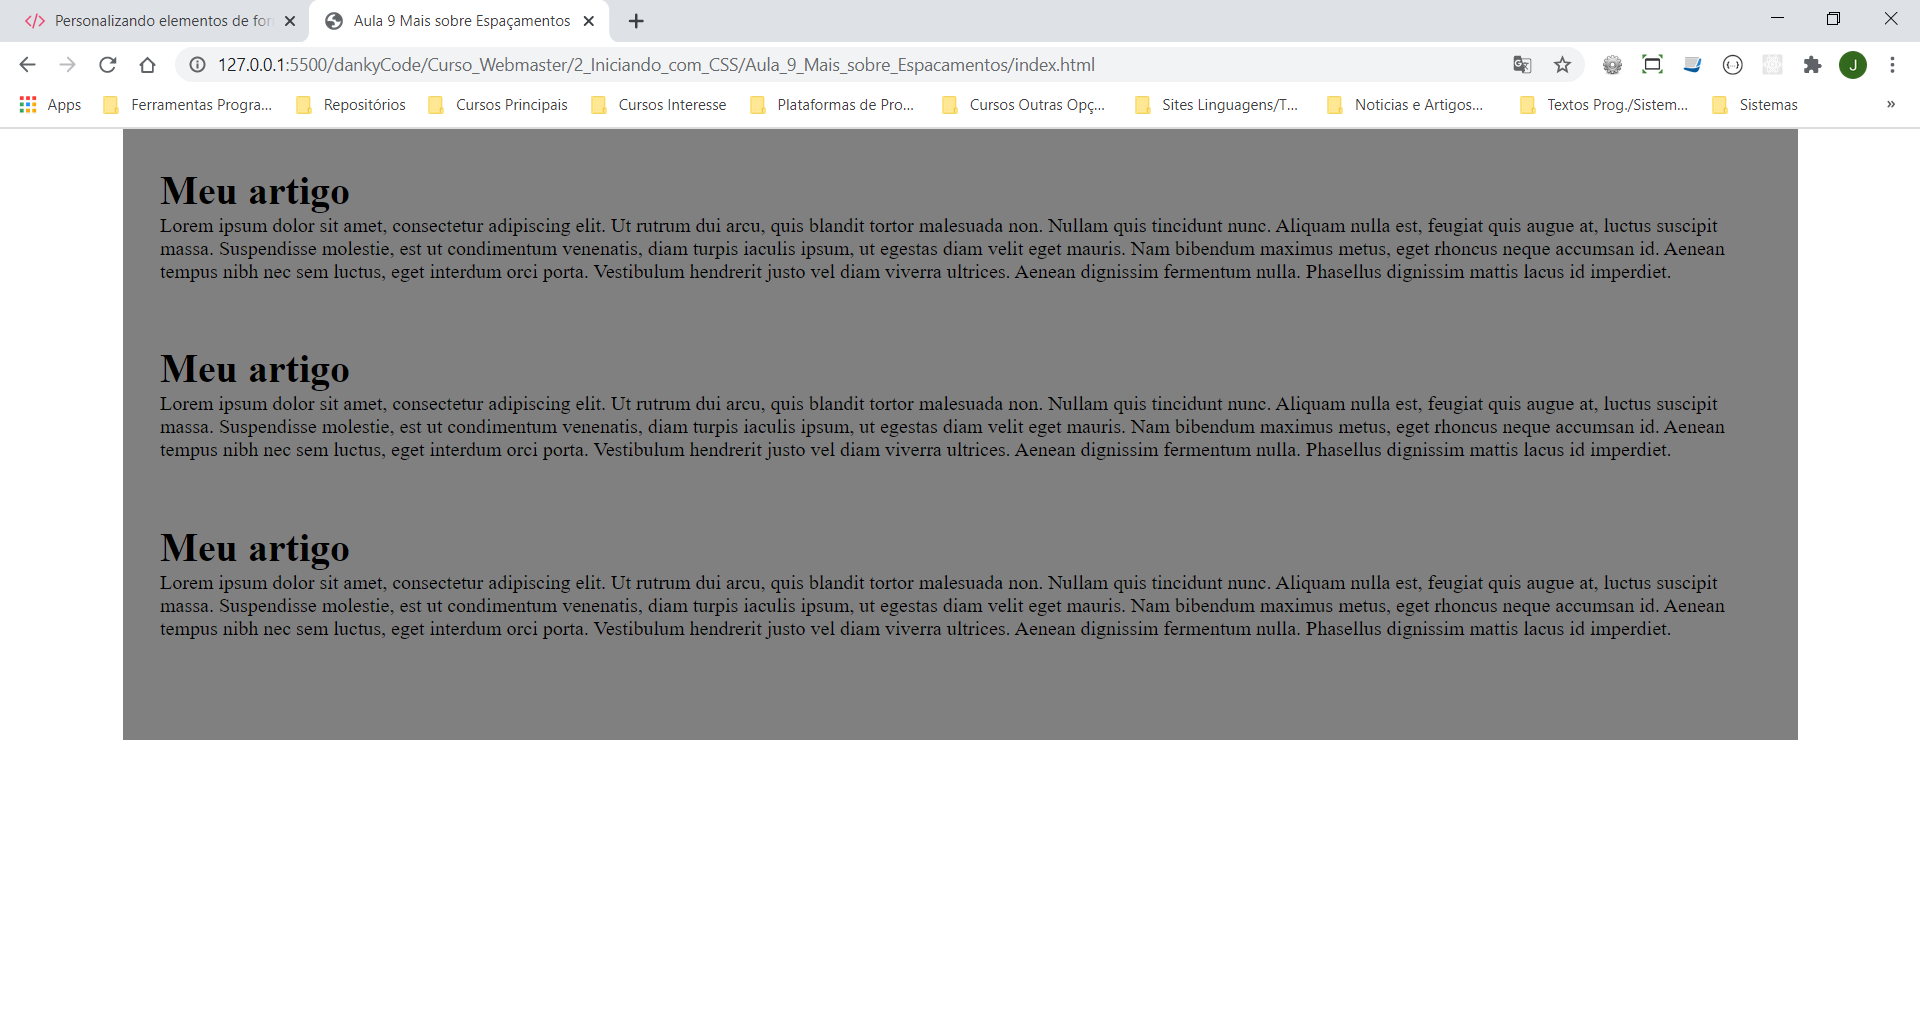 Personalizando elementos de for
Aula 9 Mais sobre Espaçamentos
127.0.0.1:5500/dankyCode/Curso_Webmaster/2_Iniciando_com_CSS/Aula_9_Mais_sobre_Espacamentos/index.html
J
Apps Ferramentas Progra... Repositórios Cursos Principais Cursos Interesse Plataformas de Pro... Cursos Outras Opç... Sites Linguagens/T... Noticias e Artigos... Textos Prog./Sistem... Sistemas »
Meu artigo
Lorem ipsum dolor sit amet, consectetur adipiscing elit. Ut rutrum dui arcu, quis blandit tortor malesuada non. Nullam quis tincidunt nunc. Aliquam nulla est, feugiat quis augue at, luctus suscipit
massa. Suspendisse molestie, est ut condimentum venenatis, diam turpis iaculis ipsum, ut egestas diam velit eget mauris. Nam bibendum maximus metus, eget rhoncus neque accumsan id. Aenean
tempus nibh nec sem luctus, eget interdum orci porta. Vestibulum hendrerit justo vel diam viverra ultrices. Aenean dignissim fermentum nulla. Phasellus dignissim mattis lacus id imperdiet.
Meu artigo
Lorem ipsum dolor sit amet, consectetur adipiscing elit. Ut rutrum dui arcu, quis blandit tortor malesuada non. Nullam quis tincidunt nunc. Aliquam nulla est, feugiat quis augue at, luctus suscipit
massa. Suspendisse molestie, est ut condimentum venenatis, diam turpis iaculis ipsum, ut egestas diam velit eget mauris. Nam bibendum maximus metus, eget rhoncus neque accumsan id. Aenean
tempus nibh nec sem luctus, eget interdum orci porta. Vestibulum hendrerit justo vel diam viverra ultrices. Aenean dignissim fermentum nulla. Phasellus dignissim mattis lacus id imperdiet.
Meu artigo
Lorem ipsum dolor sit amet, consectetur adipiscing elit. Ut rutrum dui arcu, quis blandit tortor malesuada non. Nullam quis tincidunt nunc. Aliquam nulla est, feugiat quis augue at, luctus suscipit
massa. Suspendisse molestie, est ut condimentum venenatis, diam turpis iaculis ipsum, ut egestas diam velit eget mauris. Nam bibendum maximus metus, eget rhoncus neque accumsan id. Aenean
tempus nibh nec sem luctus, eget interdum orci porta. Vestibulum hendrerit justo vel diam viverra ultrices. Aenean dignissim fermentum nulla. Phasellus dignissim mattis lacus id imperdiet.